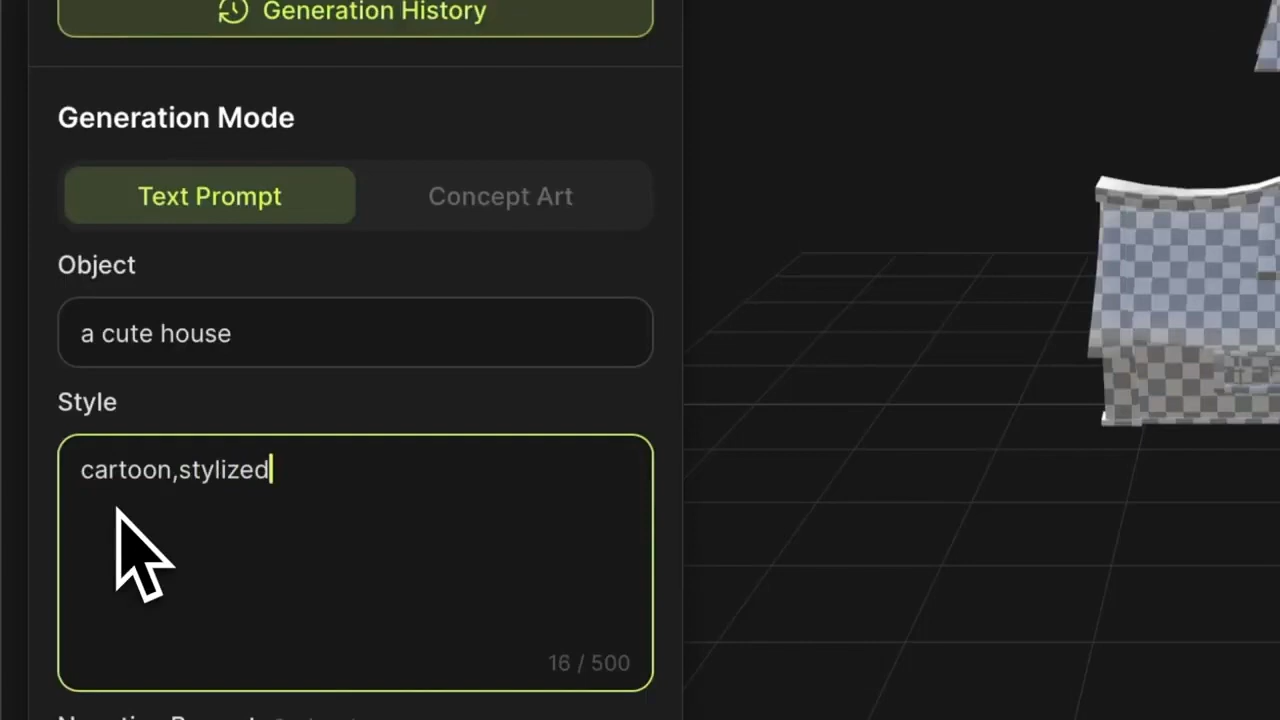 Generation History
Generation Mode
Text Prompt
Concept Art
Object
a cute house
Style
cartoon,stylized
16 / 500